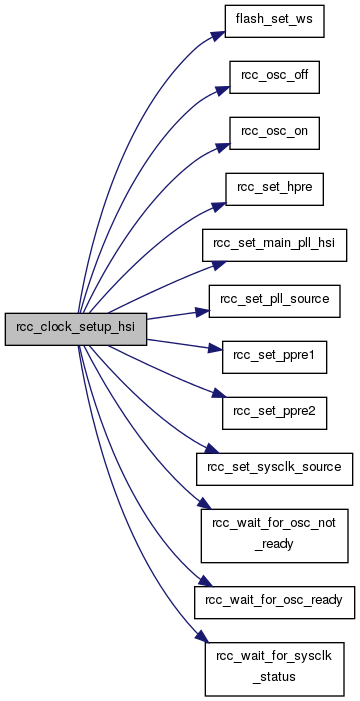 flash_set_ws
rcc_osc_off
rcc_osc_on
rcc_set_hpre
rcc_set_main_pll_hsi
rcc_set_pll_source
rcc_clock_setup_hsi
rcc_set_ppre1
rcc_set_ppre2
rcc_set_sysclk_source
rcc_wait_for_osc_not
_ready
rcc_wait_for_osc_ready
rcc_wait_for_sysclk
_status